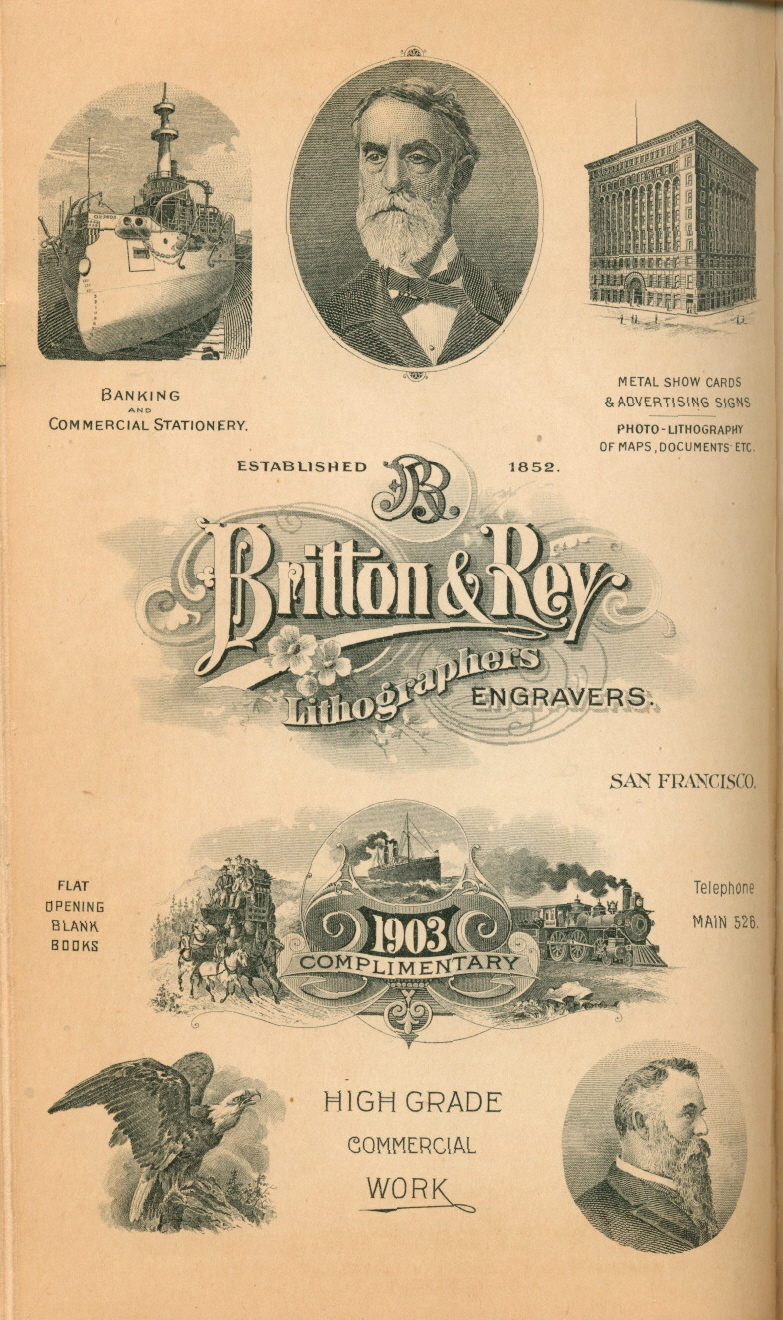 BANKING
AND
COMMERCIAL STATIONERY.
METAL SHOW CARDS
& ADVERTISING SIGNS
PHOTO-LITHOGRAPHY
OF MAPS, DOCUMENTS ETC.
ESTABLISHED BR 1852.
Britton & Rey
Lithographers
ENGRAVERS.
SAN FRANCISCO.
FLAT
OPENING
BLANK
BOOKS
1903
COMPLIMENTARY
Telephone
MAIN 526.
HIGH GRADE
COMMERCIAL
WORK